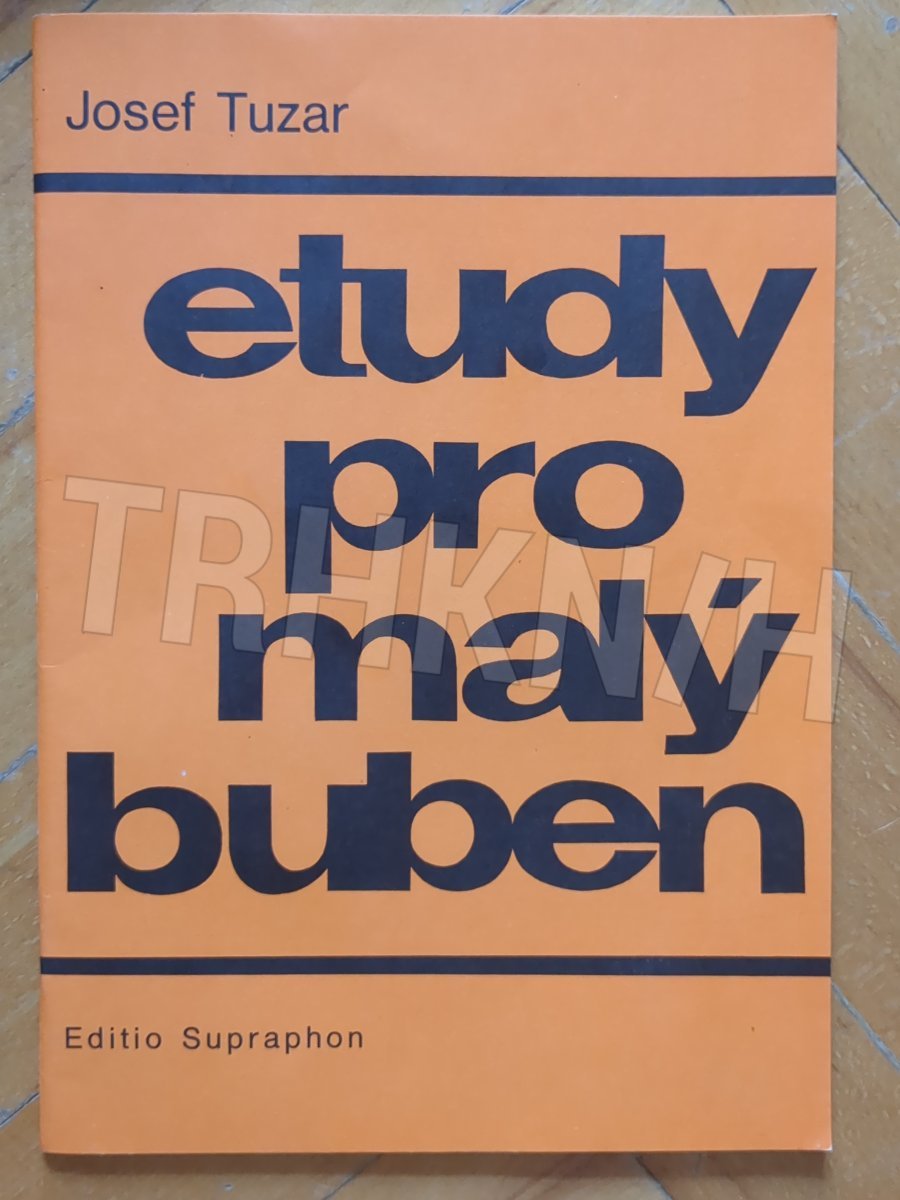 Josef Tuzar
etudy
pro
malý
buben
TRHKNIH
Editio Supraphon